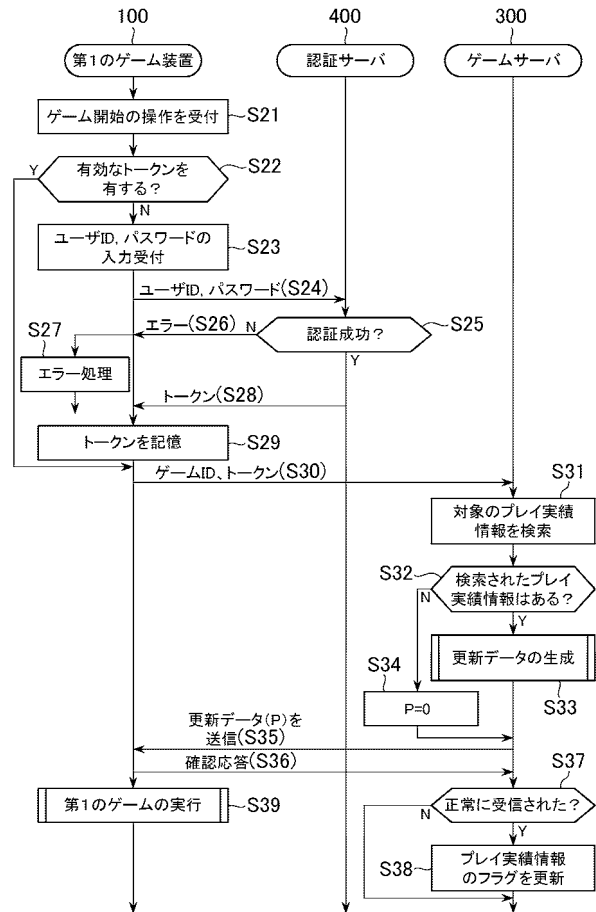 100
400
300
第1のゲーム装置
認証サーバ
ゲームサーバ
ゲーム開始の操作を受付
S21
有効なトークンを
有する？
S22
Y
N
ユーザID, パスワードの
入力受付
S23
ユーザID, パスワード(S24)
認証成功？
S25
N
Y
エラー(S26)
S27
エラー処理
トークン(S28)
トークンを記憶
S29
ゲームID、トークン(S30)
S31
対象のプレイ実績
情報を検索
S32
検索されたプレイ
実績情報はある？
N
Y
更新データの生成
S33
S34
P=0
更新データ(P)を
送信(S35)
確認応答(S36)
S37
正常に受信された？
N
Y
第1のゲームの実行
S39
プレイ実績情報
のフラグを更新
S38